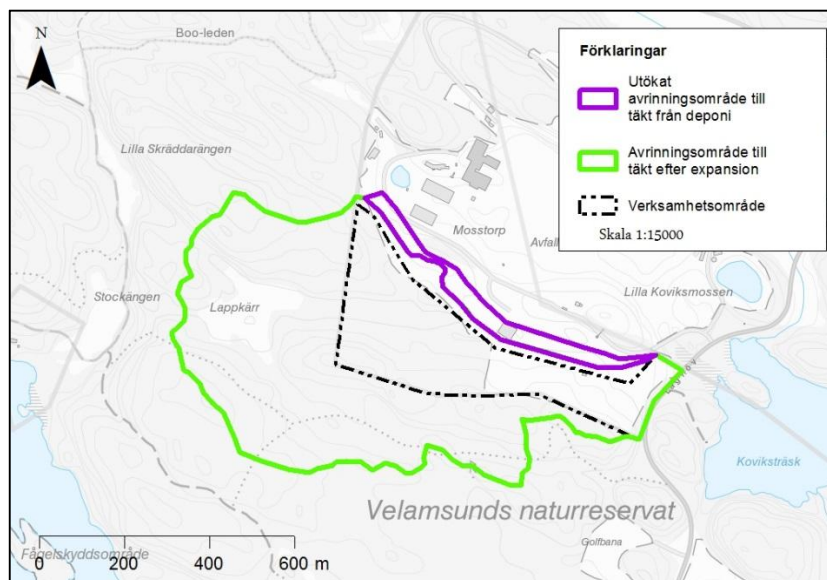 N
Boo-leden
Lilla Skräddarängen
Stockängen
Lappkärr
Mosstorp
Avfall
Förklaringar
Utökat
avrinningsområde till
täkt från deponi
Avrinningsområde till
täkt efter expansion
Verksamhetsområde
Skala 1:15000
Lilla Koviksmossen
Koviksträsk
Velamsunds naturreservat
Golfbana
Fågelskyddsområde
0 200 400 600 m